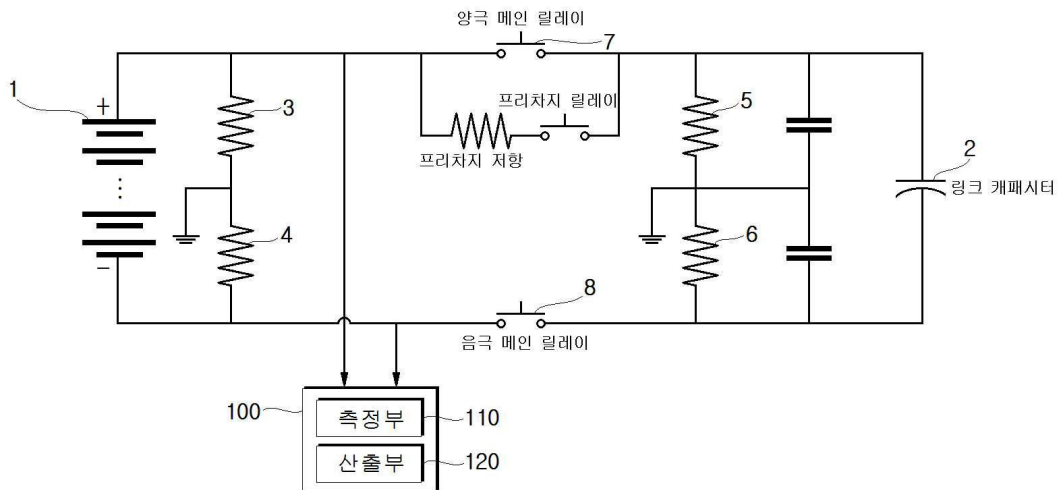 양극 메인 릴레이
7
1
+
3
프리차지 릴레이
5
프리차지 저항
2
링크 캐패시터
⋯
4
6
−
8
음극 메인 릴레이
100
측정부
110
산출부
120